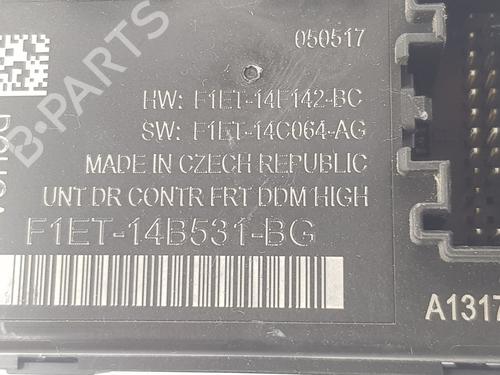 050517
HW: F1ET-14F142-BC
SW: F1ET-14C064-AG
MADE IN CZECH REPUBLIC
UNT DR CONTR FRT DDM HIGH
F1ET-14B531-BG
A1317
B-PARTS